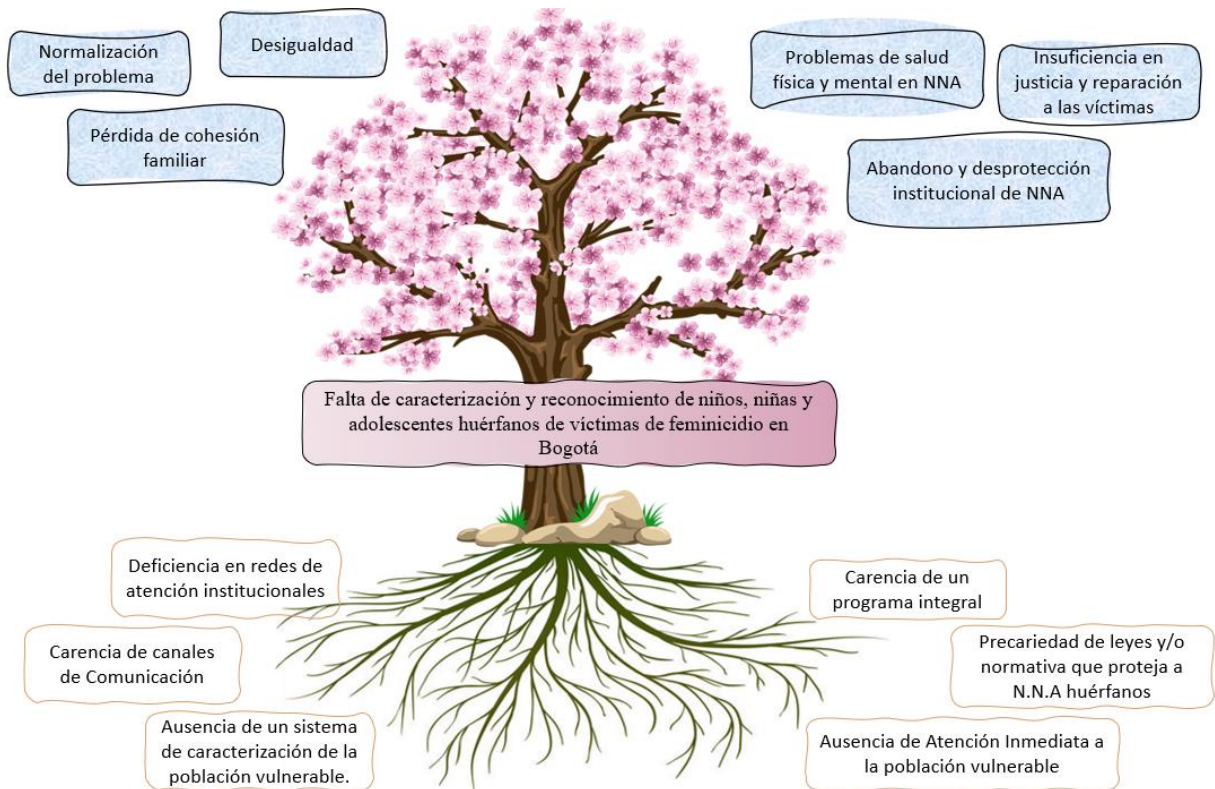 Normalización
del problema
Desigualdad
Pérdida de cohesión
familiar
Problemas de salud
física y mental en NNA
Insuficiencia en
justicia y reparación
a las víctimas
Abandono y desprotección
institucional de NNA
Falta de caracterización y reconocimiento de niños, niñas y
adolescentes huérfanos de víctimas de feminicidio en
Bogotá
Deficiencia en redes de
atención institucionales
Carencia de canales
de Comunicación
Ausencia de un sistema
de caracterización de la
población vulnerable.
Carencia de un
programa integral
Precariedad de leyes y/o
normativa que proteja a
N.N.A huérfanos
Ausencia de Atención Inmediata a
la población vulnerable